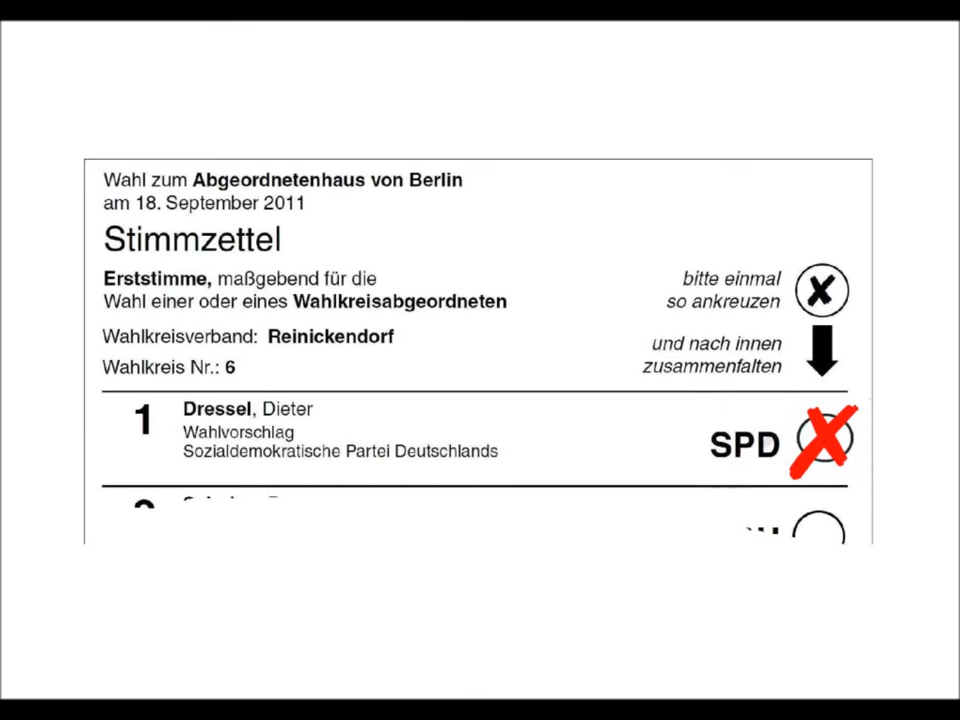 Wahl zum Abgeordnetenhaus von Berlin
am 18. September 2011
Stimmzettel
Erststimme, maßgebend für die
Wahl einer oder eines Wahlkreisabgeordneten
bitte einmal
so ankreuzen
Wahlkreisverband: Reinickendorf
Wahlkreis Nr.: 6
und nach innen
zusammenfalten
1
Dressel, Dieter
Wahlvorschlag
Sozialdemokratische Partei Deutschlands
SPD